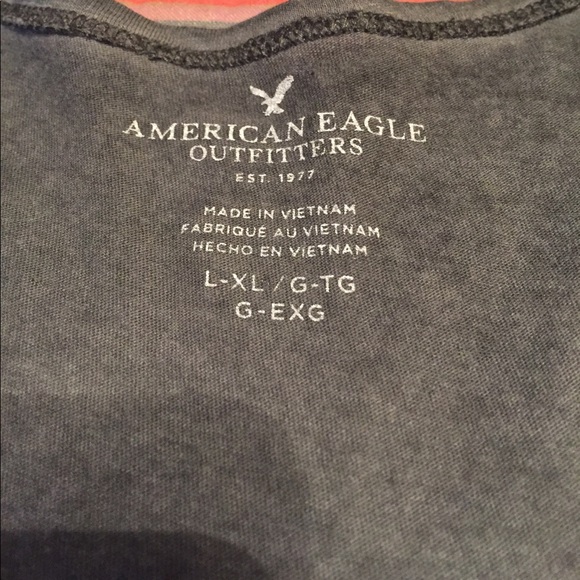 AMERICAN EAGLE
OUTFITTERS
EST. 1977
MADE IN VIETNAM
FABRIQUÉ AU VIETNAM
HECHO EN VIETNAM
L-XL / G-TG
G-EXG